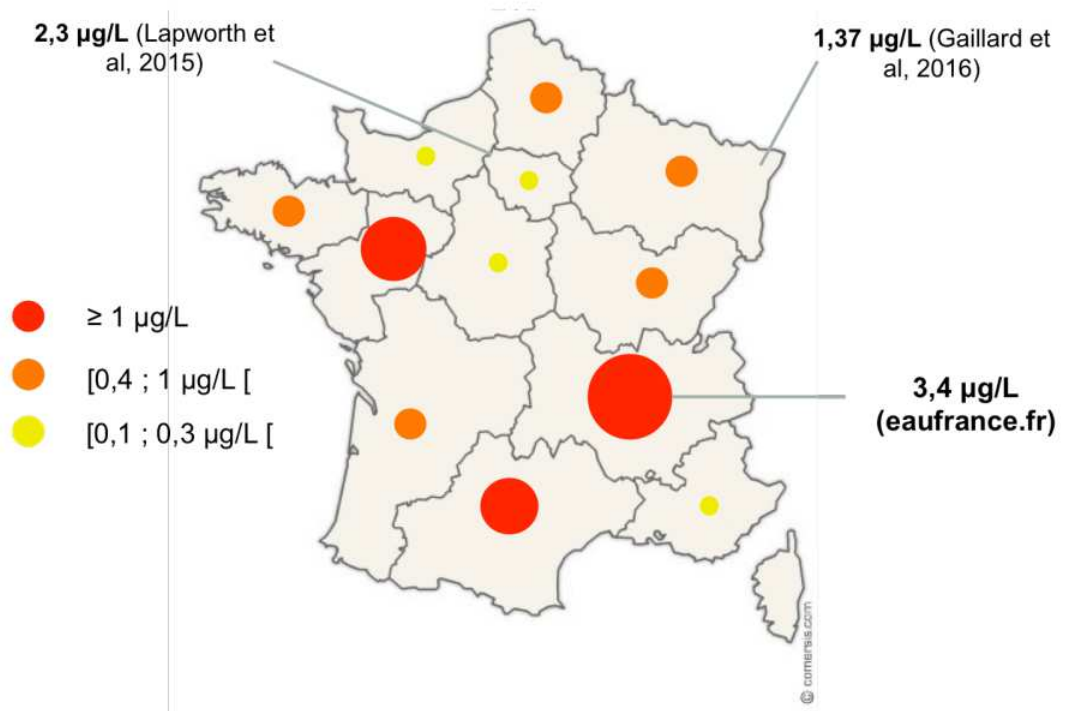 2,3 µg/L (Lapworth et
al, 2015)
1,37 µg/L (Gaillard et
al, 2016)
≥ 1 µg/L
[0,4 ; 1 µg/L [
[0,1 ; 0,3 µg/L [
3,4 µg/L
(eaufrance.fr)
© comersis.com